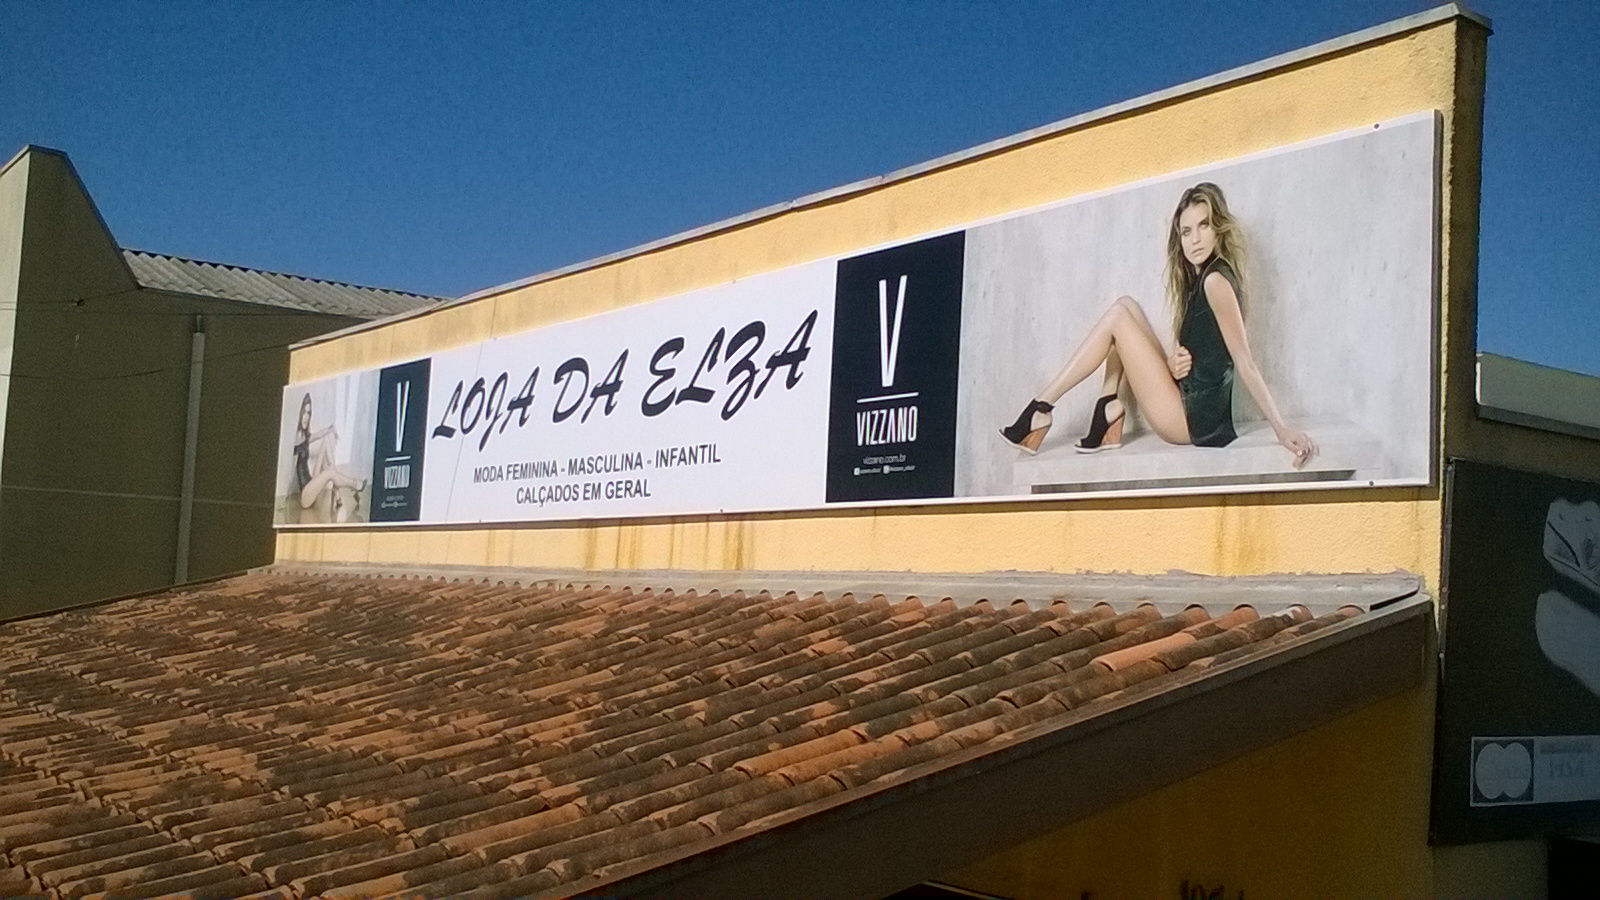 V
VIZZANO
LOJA DA ELZA
MODA FEMININA - MASCULINA - INFANTIL
CALÇADOS EM GERAL
V
VIZZANO
vizzano.com.br